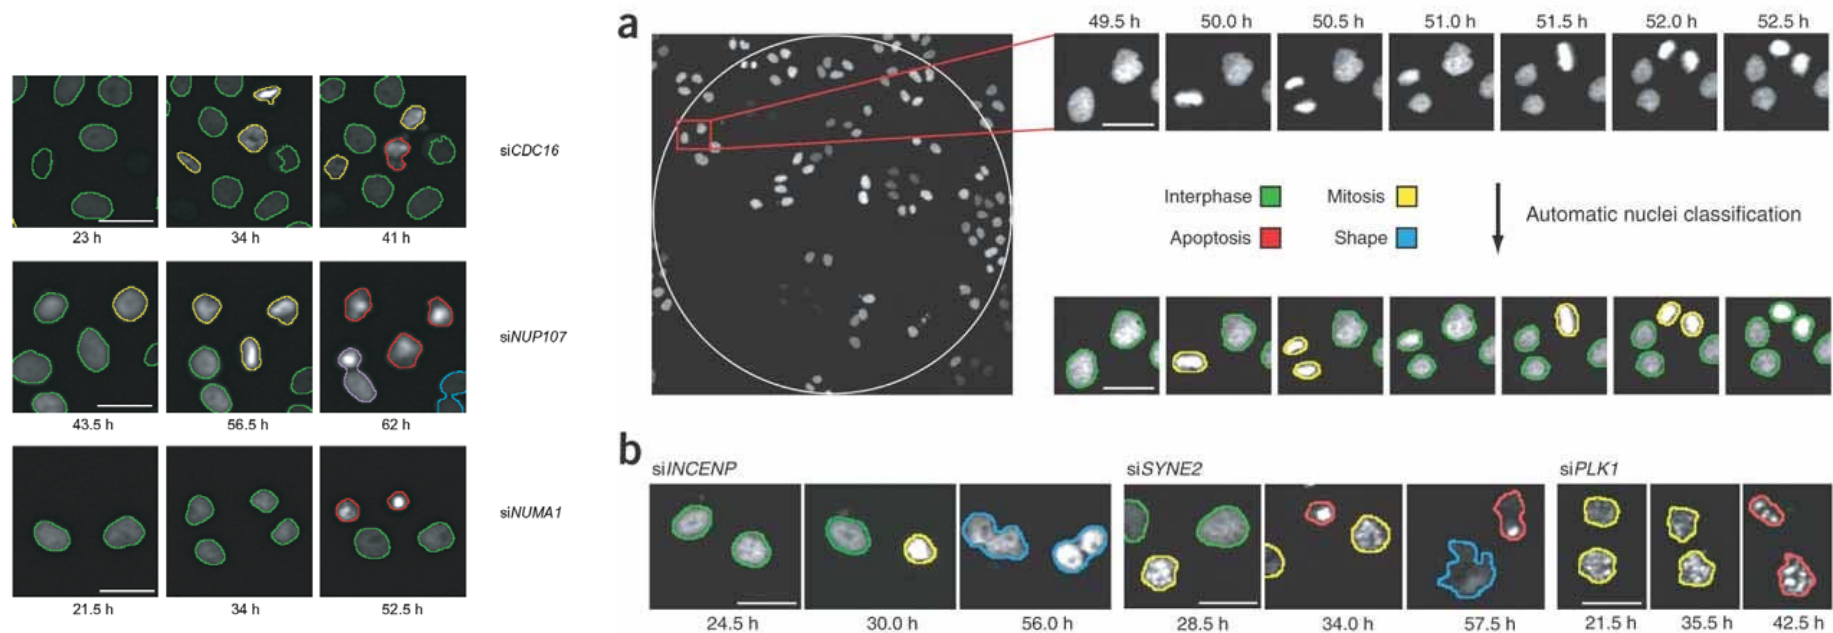 siCDC16
23 h 34 h 41 h
siNUP107
43.5 h 56.5 h 62 h
siNUMA1
21.5 h 34 h 52.5 h
a
49.5 h 50.0 h 50.5 h 51.0 h 51.5 h 52.0 h 52.5 h
Interphase Mitosis
Apoptosis Shape
Automatic nuclei classification
b
siINCENP siSYNE2 siPLK1
24.5 h 30.0 h 56.0 h 28.5 h 34.0 h 57.5 h 21.5 h 35.5 h 42.5 h